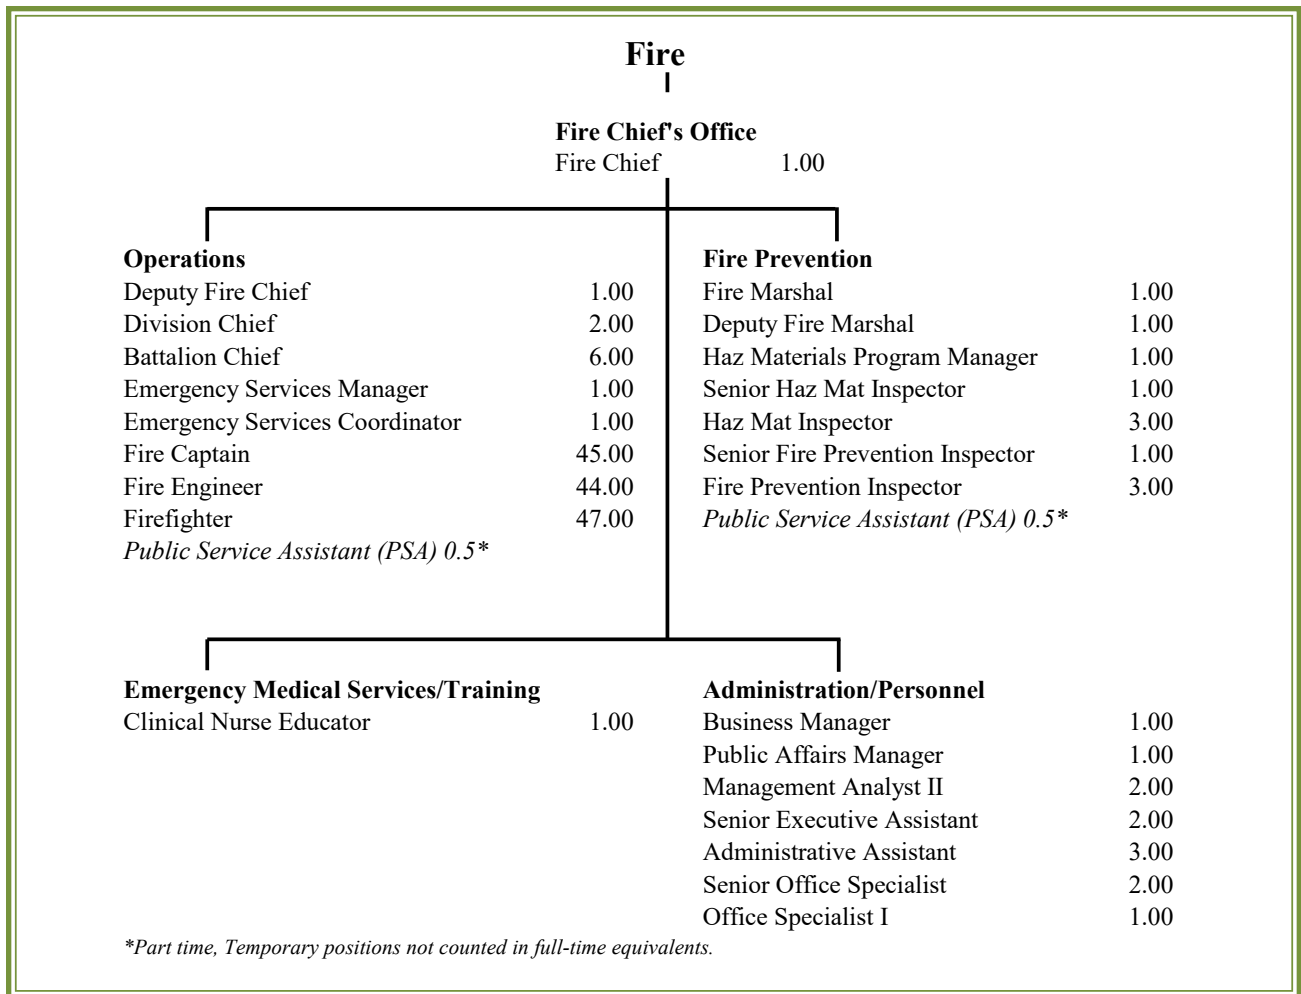 Fire
Fire Chief's Office
Fire Chief 1.00
Operations
Deputy Fire Chief 1.00
Division Chief 2.00
Battalion Chief 6.00
Emergency Services Manager 1.00
Emergency Services Coordinator 1.00
Fire Captain 45.00
Fire Engineer 44.00
Firefighter 47.00
Public Service Assistant (PSA) 0.5*
Fire Prevention
Fire Marshal 1.00
Deputy Fire Marshal 1.00
Haz Materials Program Manager 1.00
Senior Haz Mat Inspector 1.00
Haz Mat Inspector 3.00
Senior Fire Prevention Inspector 1.00
Fire Prevention Inspector 3.00
Public Service Assistant (PSA) 0.5*
Emergency Medical Services/Training
Clinical Nurse Educator 1.00
Administration/Personnel
Business Manager 1.00
Public Affairs Manager 1.00
Management Analyst II 2.00
Senior Executive Assistant 2.00
Administrative Assistant 3.00
Senior Office Specialist 2.00
Office Specialist I 1.00
*Part time, Temporary positions not counted in full-time equivalents.